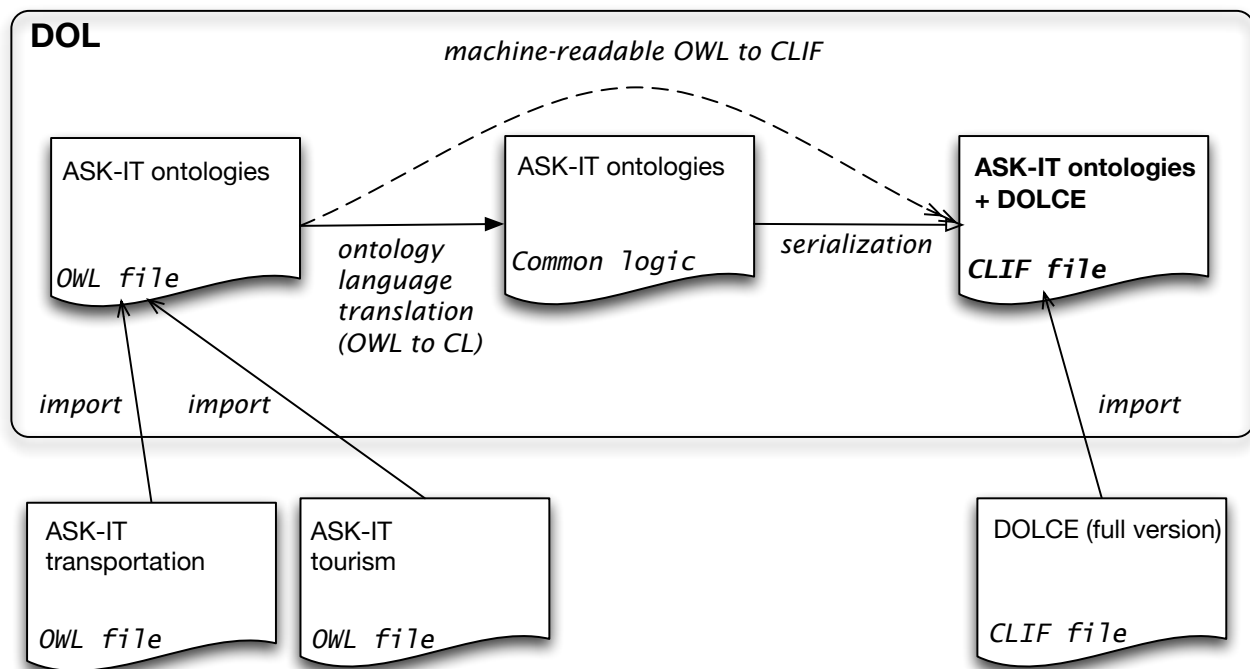 DOL
machine-readable OWL to CLIF
ASK-IT ontologies
OWL file
ontology
language
translation
(OWL to CL)
ASK-IT ontologies
Common logic
serialization
ASK-IT ontologies
+ DOLCE
CLIF file
import
import
import
ASK-IT
transportation
OWL file
ASK-IT
tourism
OWL file
DOLCE (full version)
CLIF file